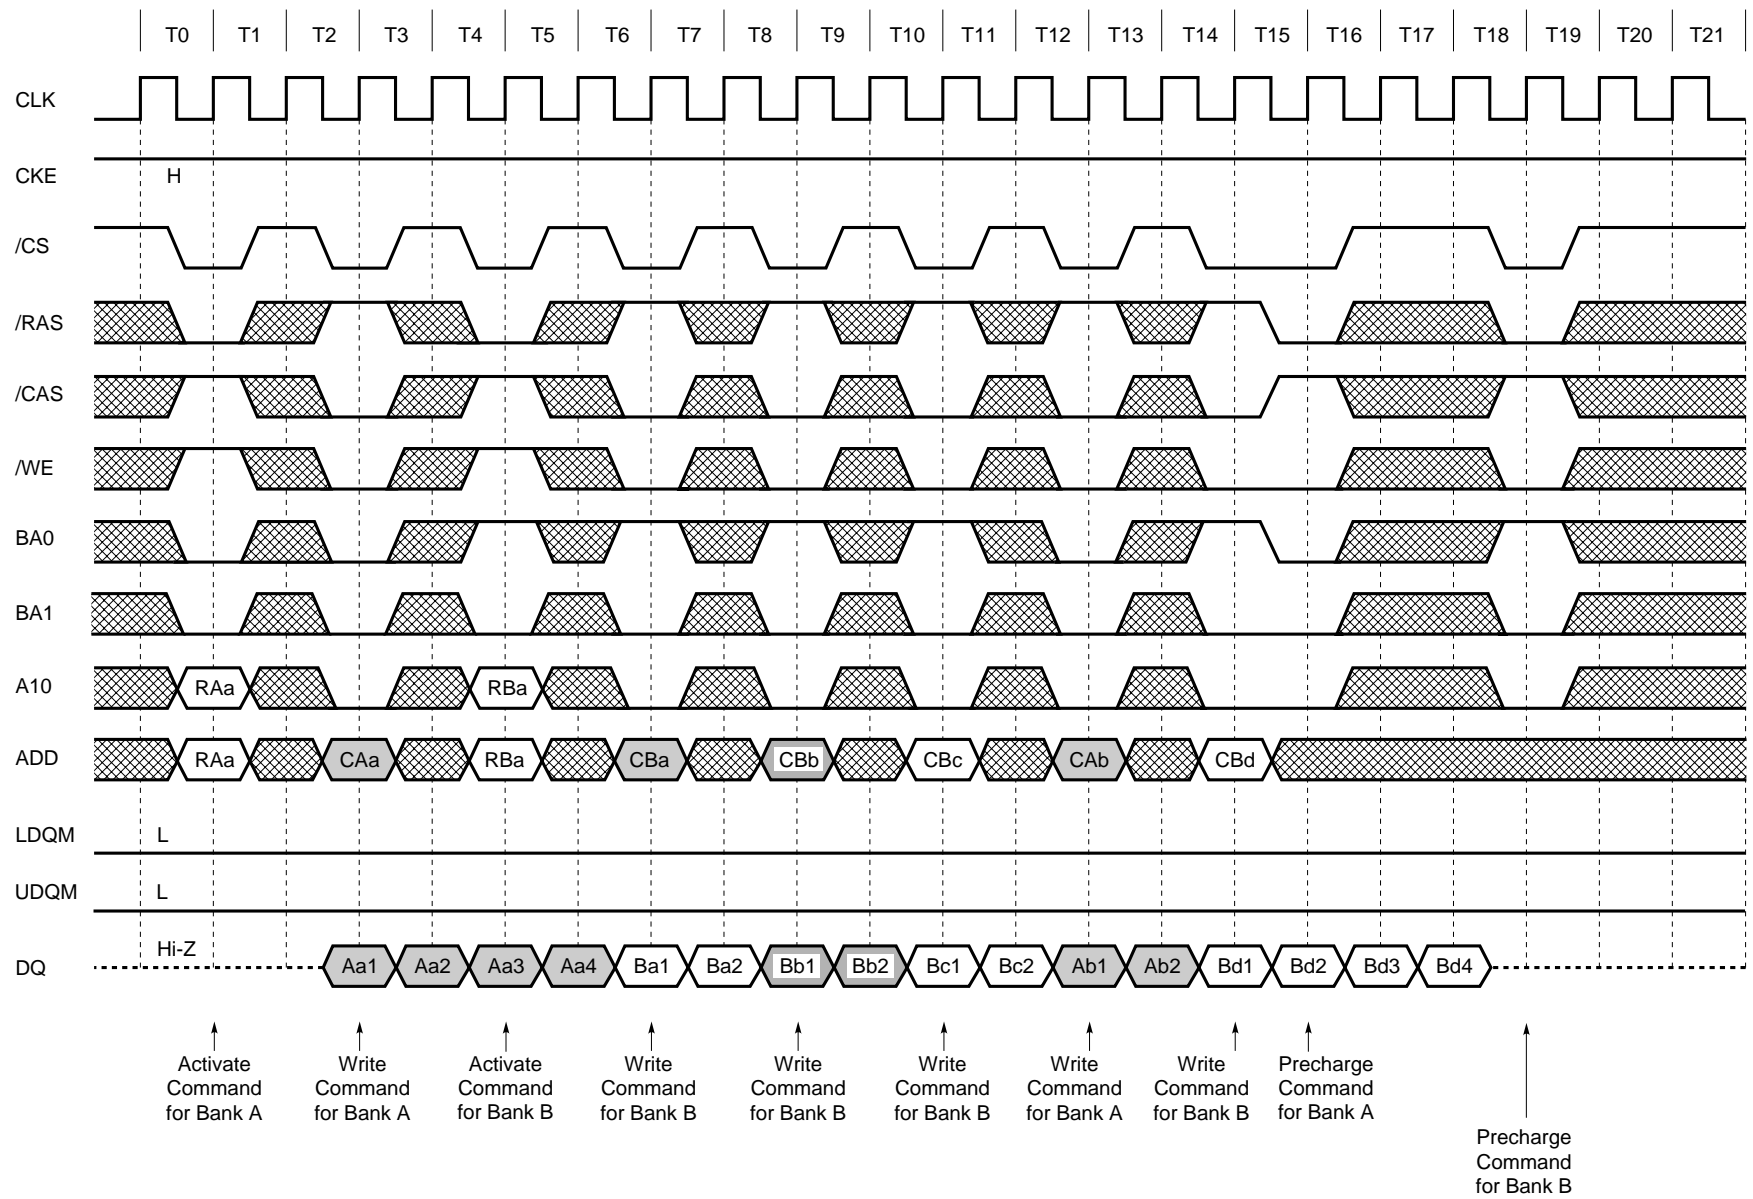 T0 T1 T2 T3 T4 T5 T6 T7 T8 T9 T10 T11 T12 T13 T14 T15 T16 T17 T18 T19 T20 T21
CLK
CKE H
/CS
/RAS
/CAS
/WE
BA0
BA1
A10 RAa RBa
ADD RAa CAa RBa CBa CBb CBc CAb CBd
LDQM L
UDQM L
DQ Hi-Z Aa1 Aa2 Aa3 Aa4 Ba1 Ba2 Bb1 Bb2 Bc1 Bc2 Ab1 Ab2 Bd1 Bd2 Bd3 Bd4
Activate
Command
for Bank A
Write
Command
for Bank A
Activate
Command
for Bank B
Write
Command
for Bank B
Write
Command
for Bank B
Write
Command
for Bank B
Write
Command
for Bank A
Write
Command
for Bank B
Precharge
Command
for Bank A
Precharge
Command
for Bank B